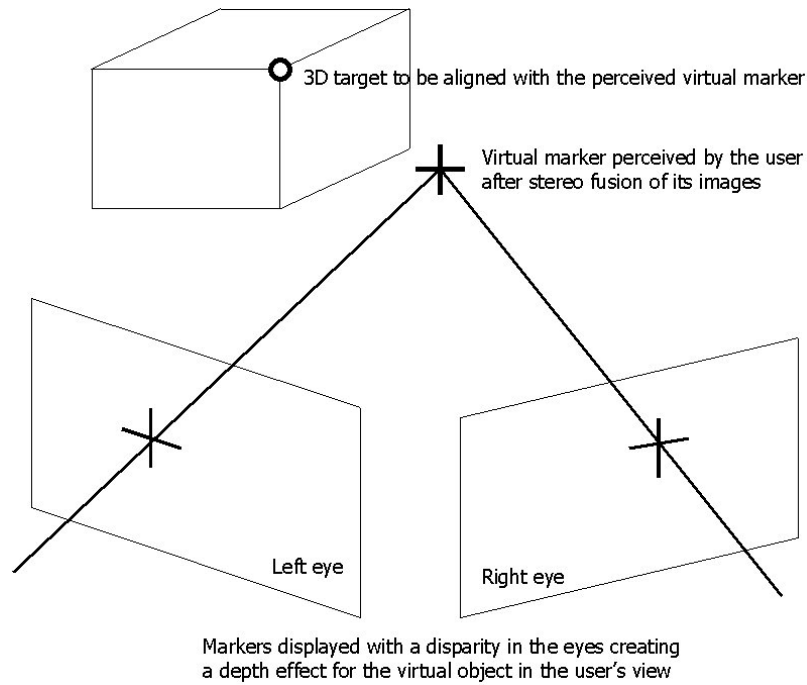 3D target to be aligned with the perceived virtual marker
Virtual marker perceived by the user
after stereo fusion of its images
Left eye
Right eye
Markers displayed with a disparity in the eyes creating
a depth effect for the virtual object in the user's view